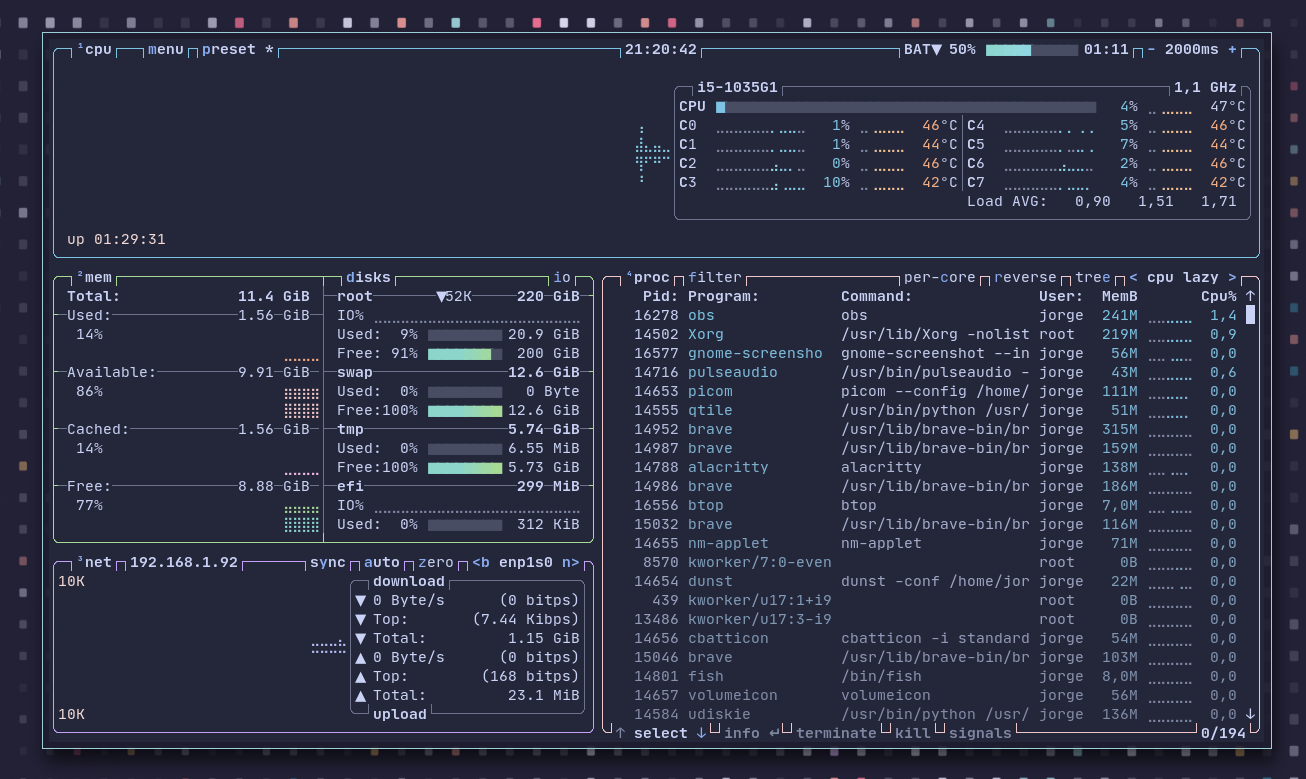 ¹cpu menu preset * 21:20:42 BAT▼ 50% 01:11 - 2000ms +
i5-1035G1 1,1 GHz
CPU 4% 47°C
C0 1% 46°C C4 5% 46°C
C1 1% 44°C C5 7% 44°C
C2 0% 46°C C6 2% 46°C
C3 10% 42°C C7 4% 42°C
Load AVG: 0,90 1,51 1,71
up 01:29:31
²mem
Total: 11.4 GiB
Used: 1.56 GiB
14%
Available: 9.91 GiB
86%
Cached: 1.56 GiB
14%
Free: 8.88 GiB
77%
disks io
root ▼52K 220 GiB
IO%
Used: 9% 20.9 GiB
Free: 91% 200 GiB
swap 12.6 GiB
Used: 0% 0 Byte
Free:100% 12.6 GiB
tmp 5.74 GiB
Used: 0% 6.55 MiB
Free:100% 5.73 GiB
efi 299 MiB
IO%
Used: 0% 312 KiB
³net 192.168.1.92 sync auto zero <b enp1s0 n>
10K
download
▼ 0 Byte/s (0 bitps)
▼ Top: (7.44 Kibps)
▼ Total: 1.15 GiB
▲ 0 Byte/s (0 bitps)
▲ Top: (168 bitps)
▲ Total: 23.1 MiB
10K
upload
⁴proc filter per-core reverse tree < cpu lazy >
Pid: Program: Command: User: MemB Cpu% ↑
16278 obs obs jorge 241M 1,4
14502 Xorg /usr/lib/Xorg -nolist root 219M 0,9
16577 gnome-screensho gnome-screenshot --in jorge 56M 0,0
14716 pulseaudio /usr/bin/pulseaudio - jorge 43M 0,6
14653 picom picom --config /home/ jorge 111M 0,0
14555 qtile /usr/bin/python /usr/ jorge 51M 0,0
14952 brave /usr/lib/brave-bin/br jorge 315M 0,0
14987 brave /usr/lib/brave-bin/br jorge 159M 0,0
14788 alacritty alacritty jorge 138M 0,0
14986 brave /usr/lib/brave-bin/br jorge 186M 0,0
16556 btop btop jorge 7,0M 0,0
15032 brave /usr/lib/brave-bin/br jorge 116M 0,0
14655 nm-applet nm-applet jorge 71M 0,0
8570 kworker/7:0-even root 0B 0,0
14654 dunst dunst -conf /home/jor jorge 22M 0,0
439 kworker/u17:1+i9 root 0B 0,0
13486 kworker/u17:3-i9 root 0B 0,0
14656 cbatticon cbatticon -i standard jorge 54M 0,0
15046 brave /usr/lib/brave-bin/br jorge 103M 0,0
14801 fish /bin/fish jorge 8,0M 0,0
14657 volumeicon volumeicon jorge 56M 0,0
14584 udiskie /usr/bin/python /usr/ jorge 136M 0,0 ↓
↑ select ↓ info ↵ terminate kill signals 0/194